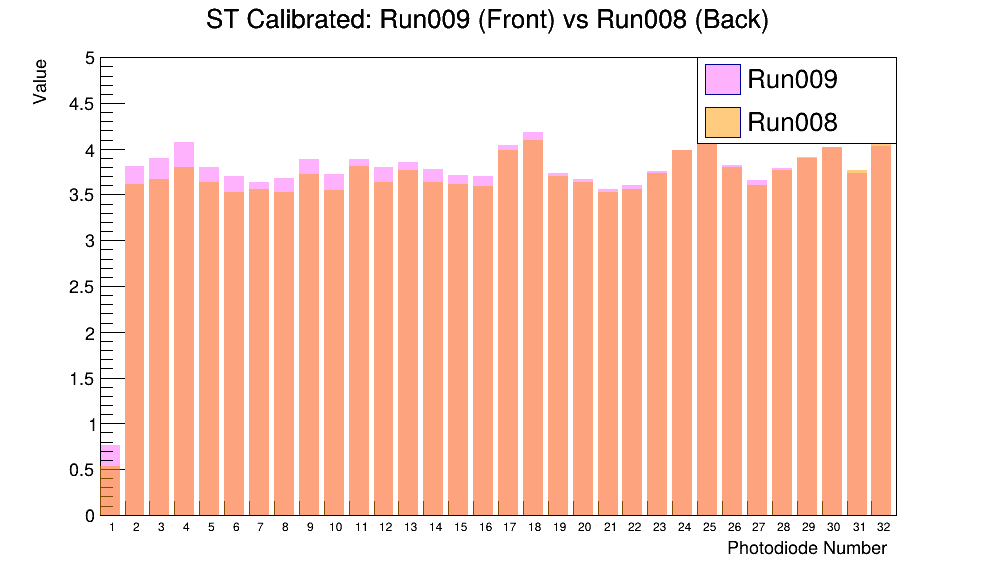 ST Calibrated: Run009 (Front) vs Run008 (Back)
Value
5
4.5
4
3.5
3
2.5
2
1.5
1
0.5
0
Run009
Run008
1 2 3 4 5 6 7 8 9 10 11 12 13 14 15 16 17 18 19 20 21 22 23 24 25 26 27 28 29 30 31 32
Photodiode Number